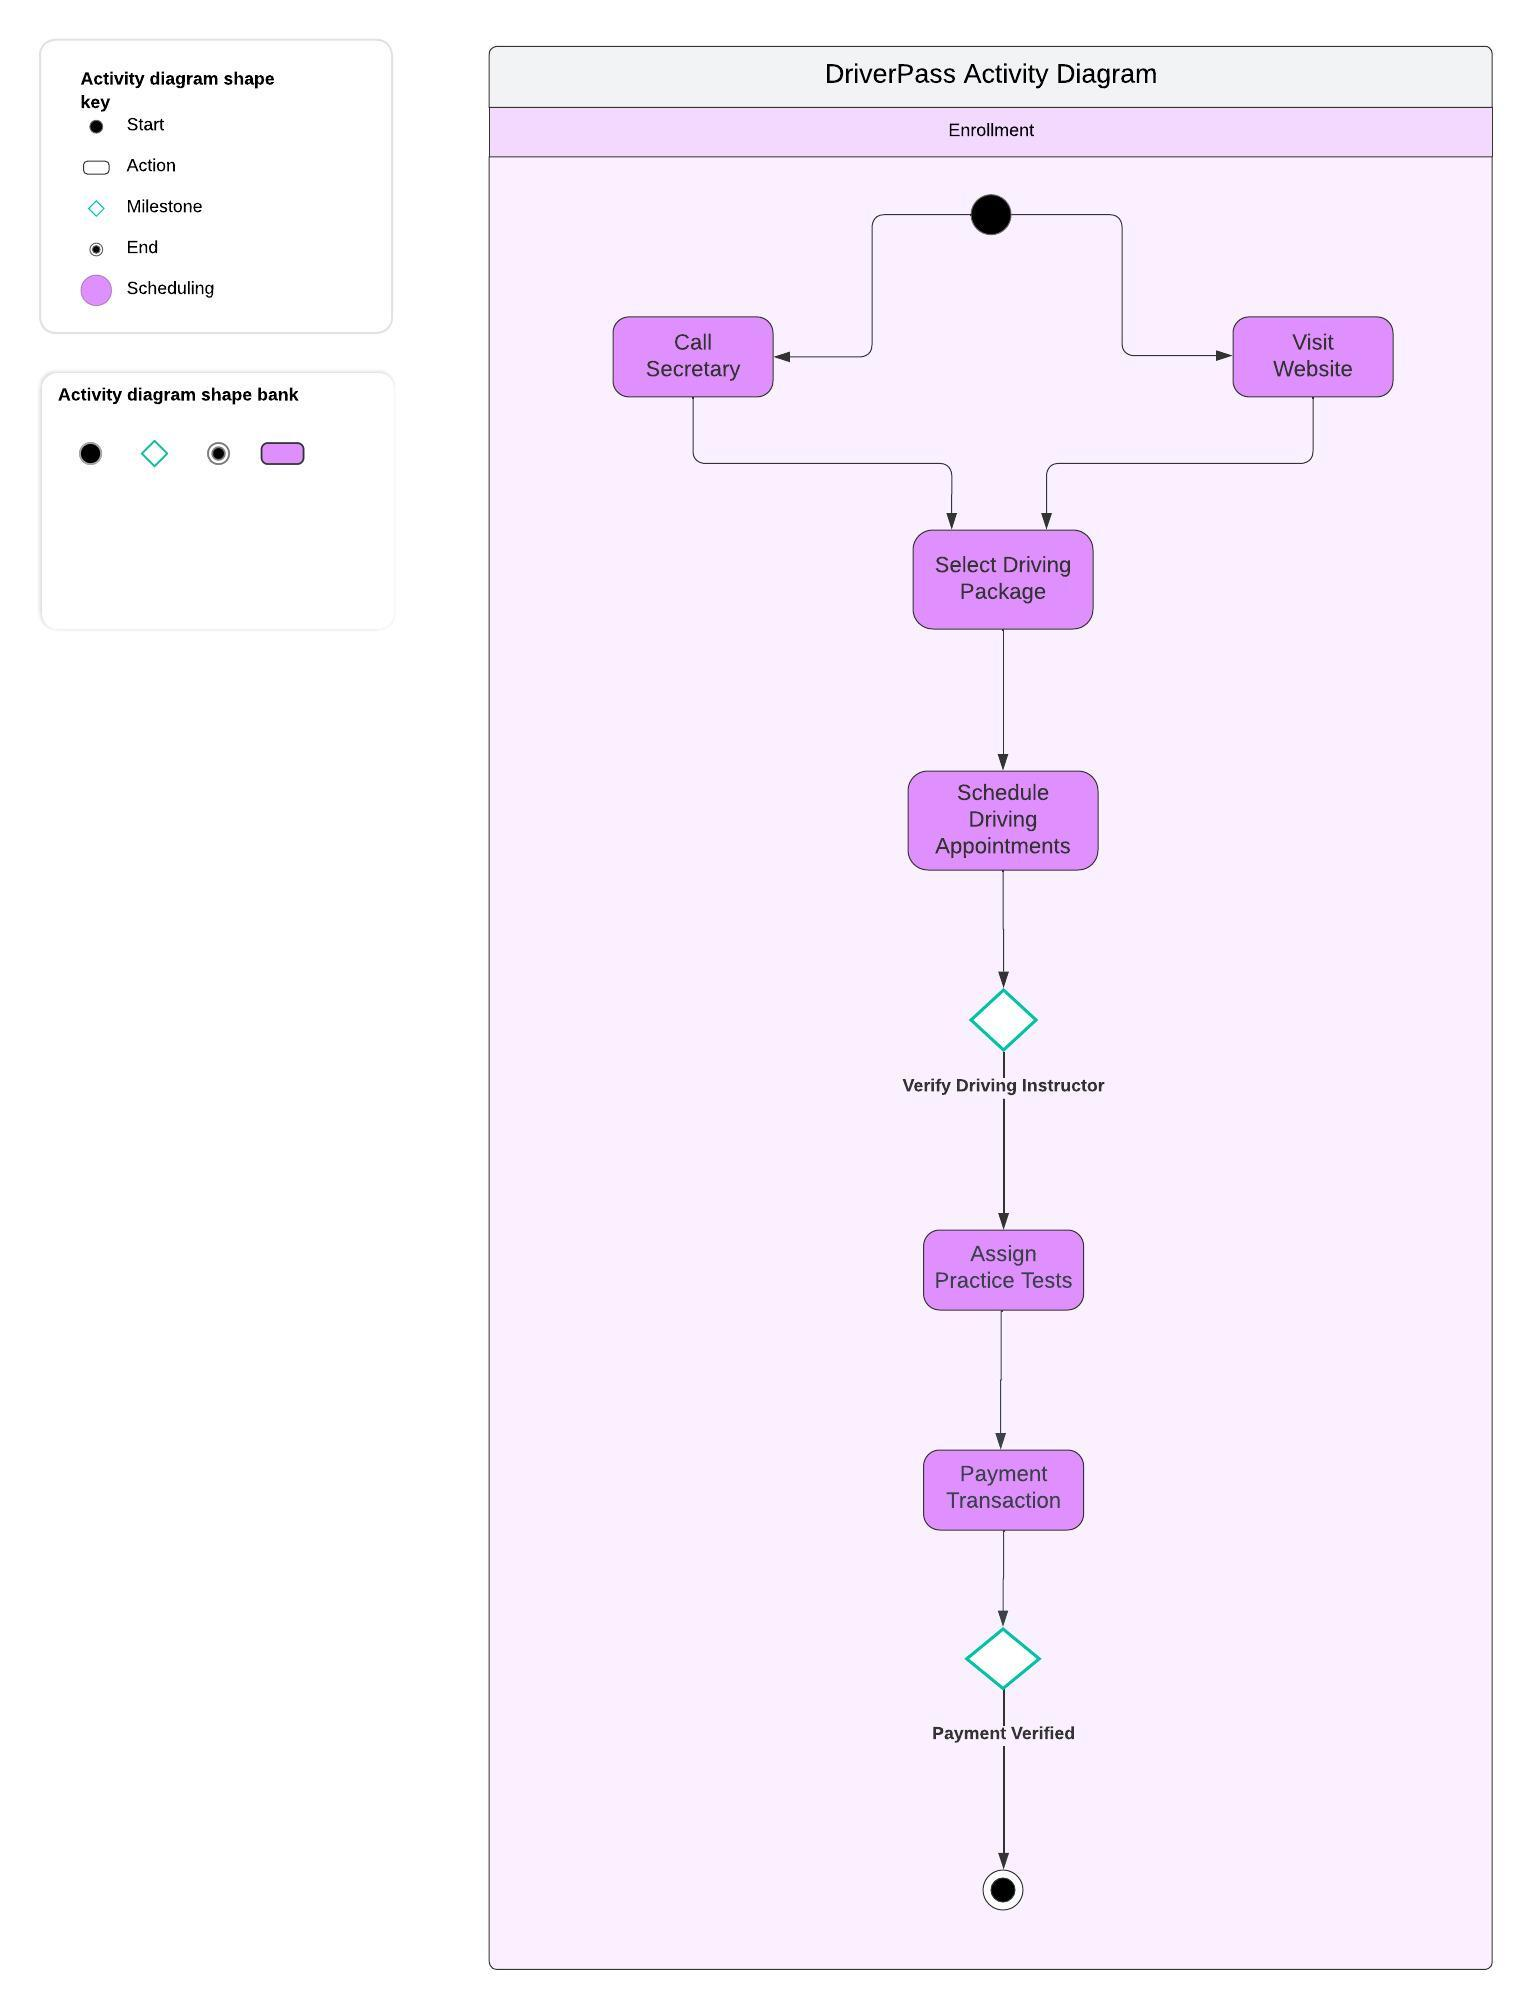 Activity diagram shape
key
Start
Action
Milestone
End
Scheduling
Activity diagram shape bank
DriverPass Activity Diagram
Enrollment
Call
Secretary
Visit
Website
Select Driving
Package
Schedule
Driving
Appointments
Verify Driving Instructor
Assign
Practice Tests
Payment
Transaction
Payment Verified